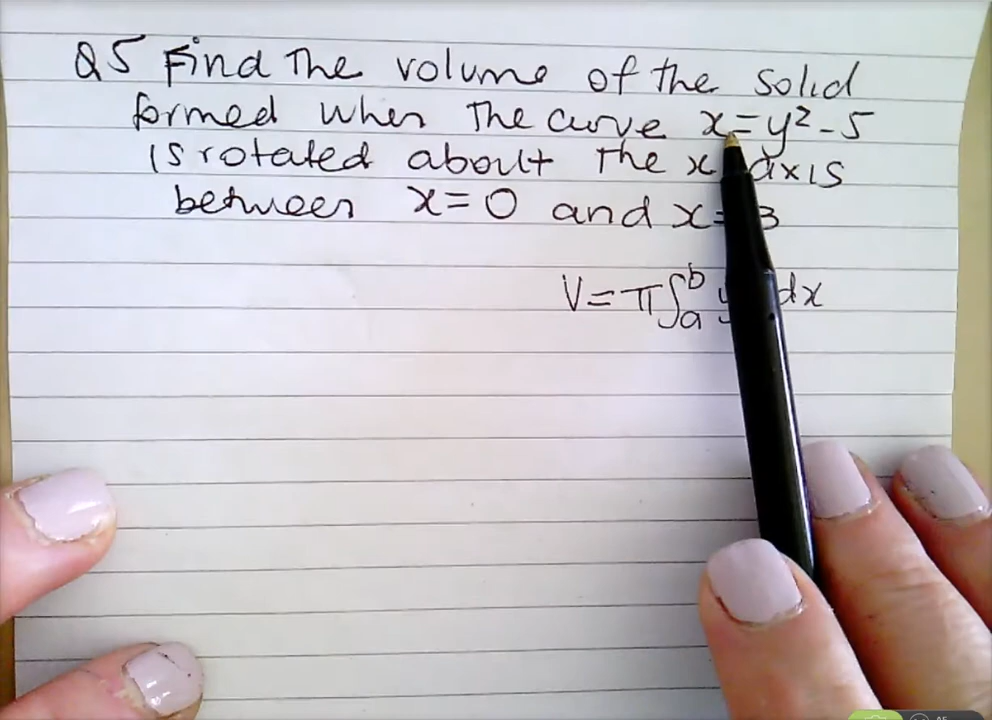 Q5 Find The volume of the solid
formed when The curve x=y²-5
is rotated about The x axis
between x=0 and x= 3
V=π∫ₐᵇ y dx